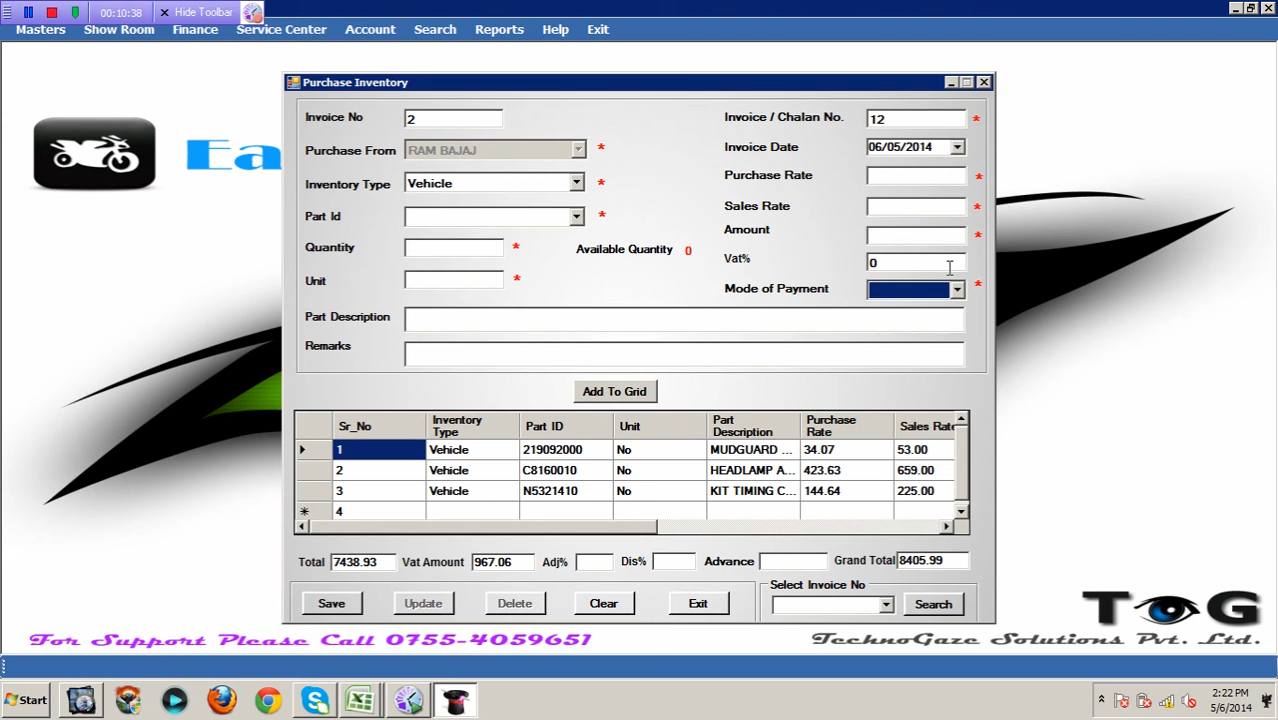 00:10:38 Hide Toolbar
Masters Show Room Finance Service Center Account Search Reports Help Exit
Purchase Inventory
Invoice No 2 Invoice / Chalan No. 12 *
Purchase From RAM BAJAJ * Invoice Date 06/05/2014
Ea
Inventory Type Vehicle * Purchase Rate *
Part Id * Sales Rate *
Amount *
Quantity * Available Quantity 0
Vat% 0
Unit * Mode of Payment *
Part Description
Remarks
Add To Grid
Sr_No Inventory Type Part ID Unit Part Description Purchase Rate Sales Rate
1 Vehicle 219092000 No MUDGUARD ... 34.07 53.00
2 Vehicle C8160010 No HEADLAMP A... 423.63 659.00
3 Vehicle N5321410 No KIT TIMING C... 144.64 225.00
* 4
Total 7438.93 Vat Amount 967.06 Adj% Dis% Advance Grand Total 8405.99
Select Invoice No
Save Update Delete Clear Exit Search
T G
For Support Please Call 0755-4059651 TechnoGaze Solutions Pvt. Ltd.
Start
2:22 PM
5/6/2014